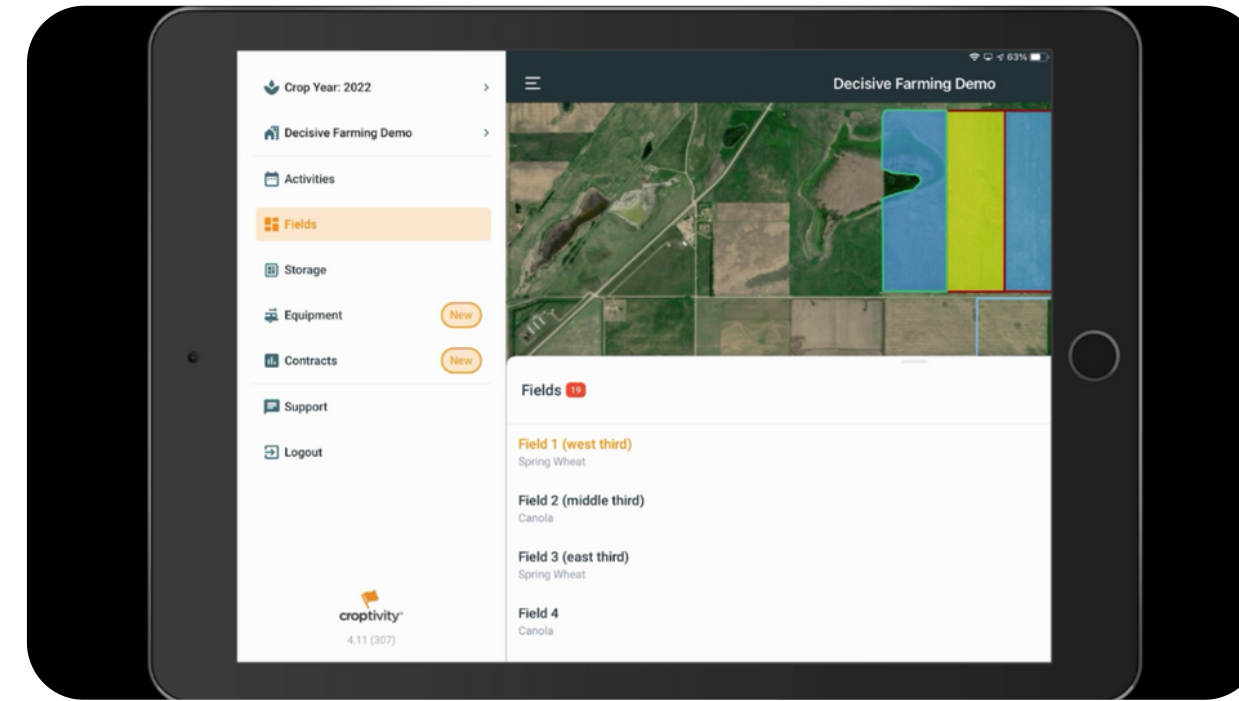 Crop Year: 2022
Decisive Farming Demo
Activities
Fields
Storage
Equipment New
Contracts New
Support
Logout
croptivity
4.11 (307)
63%
Decisive Farming Demo
Fields 19
Field 1 (west third)
Spring Wheat
Field 2 (middle third)
Canola
Field 3 (east third)
Spring Wheat
Field 4
Canola